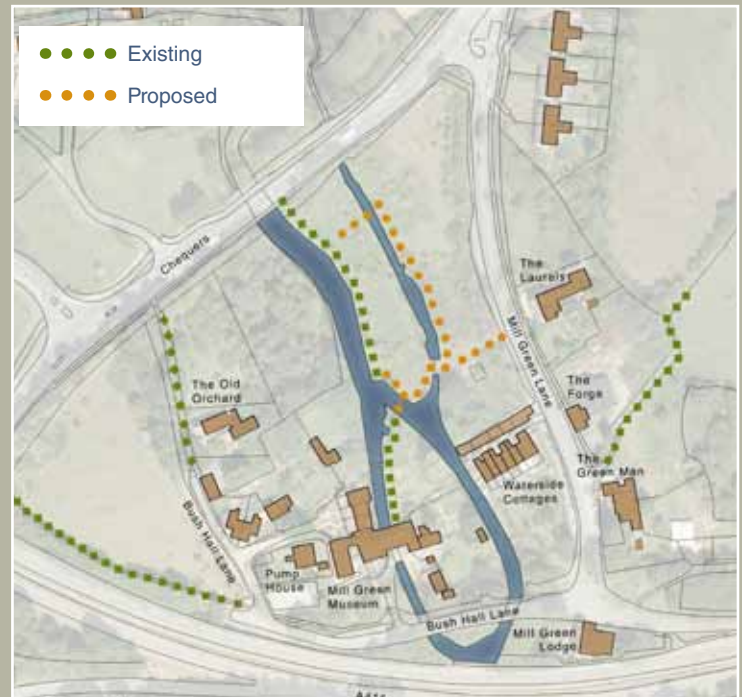 Existing
Proposed
Chequers
The
Laurels
Mill Green Lane
The Old
Orchard
The
Forge
The
Green Man
Waterside
Cottages
Bush Hall Lane
Pump
House
Mill Green
Museum
Bush Hall Lane
Mill Green
Lodge